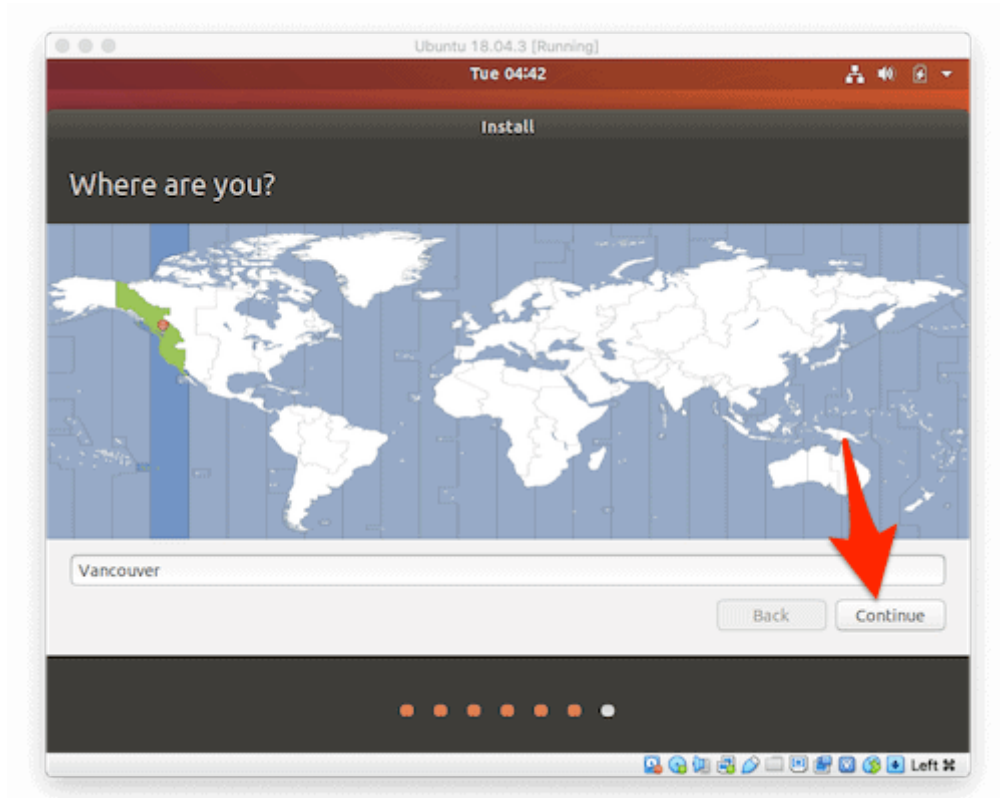 Ubuntu 18.04.3 [Running]
Tue 04:42
Install
Where are you?
Vancouver
Back
Continue
Left ⌘